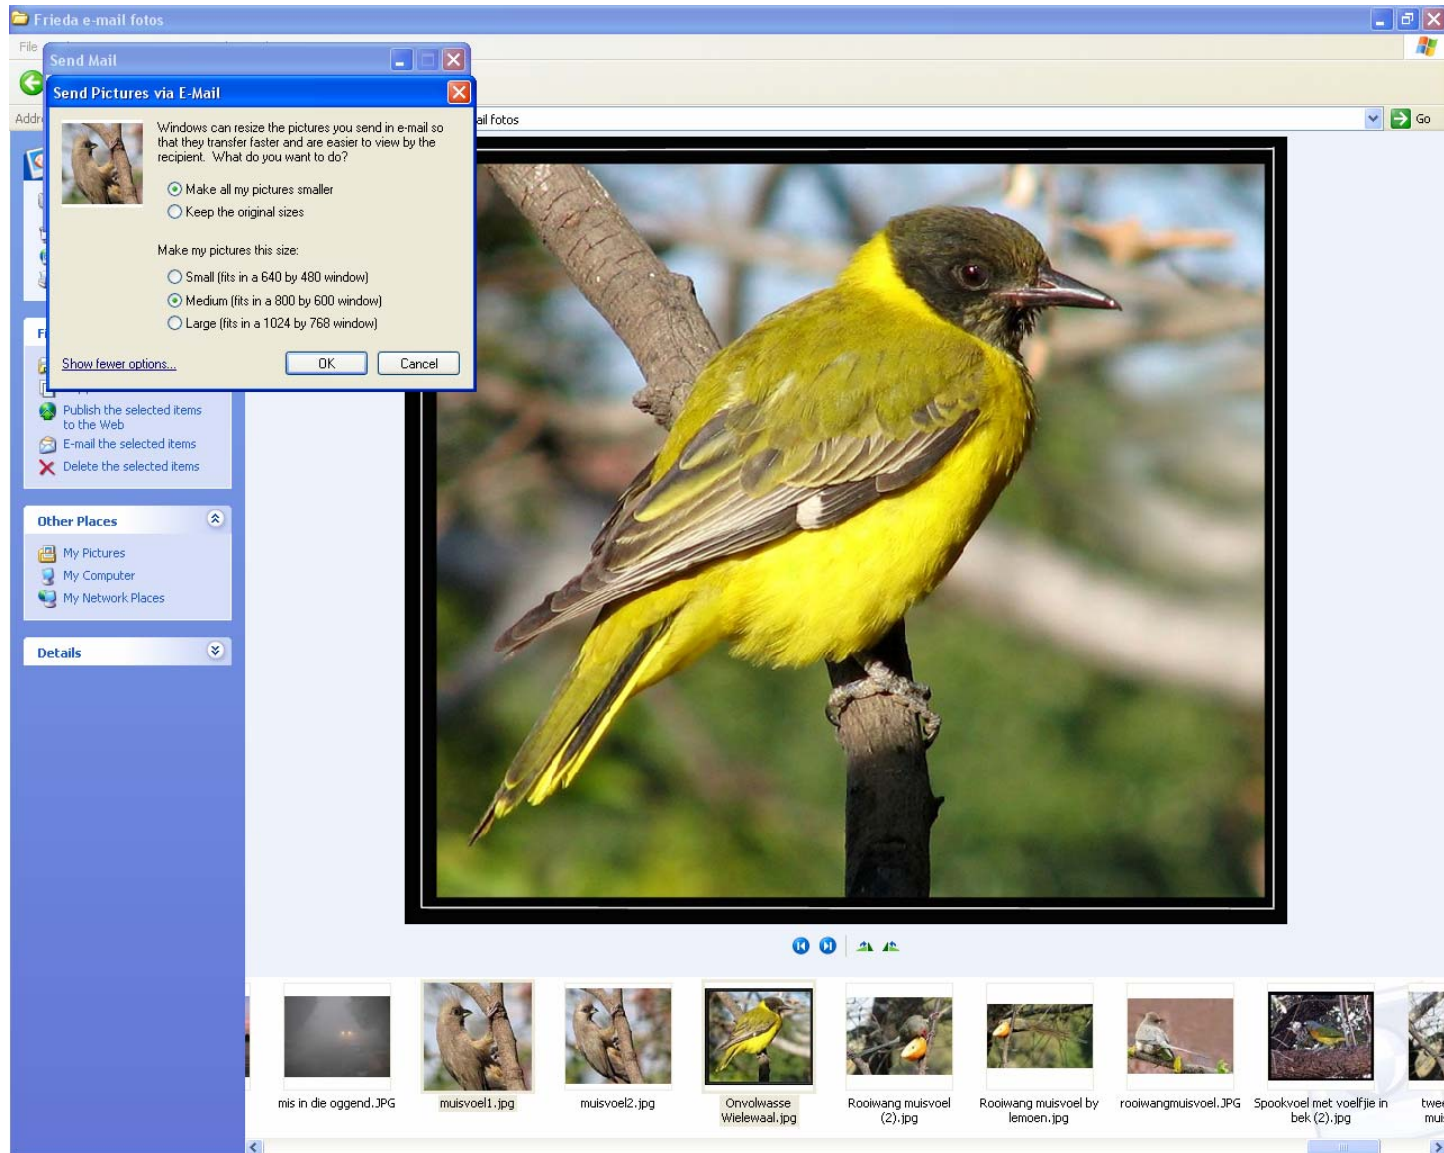 Frieda e-mail fotos
File
Send Mail
Send Pictures via E-Mail
Windows can resize the pictures you send in e-mail so
that they transfer faster and are easier to view by the
recipient. What do you want to do?
Make all my pictures smaller
Keep the original sizes
Make my pictures this size:
Small (fits in a 640 by 480 window)
Medium (fits in a 800 by 600 window)
Large (fits in a 1024 by 768 window)
Show fewer options...
OK
Cancel
Addre
ail fotos
Go
Publish the selected items
to the Web
E-mail the selected items
Delete the selected items
Other Places
My Pictures
My Computer
My Network Places
Details
mis in die oggend.JPG
muisvoel1.jpg
muisvoel2.jpg
Onvolwasse
Wielewaal.jpg
Rooiwang muisvoel
(2).jpg
Rooiwang muisvoel by
lemoen.jpg
rooiwangmuisvoel.JPG
Spookvoel met voelfjie in
bek (2).jpg
twee
muis